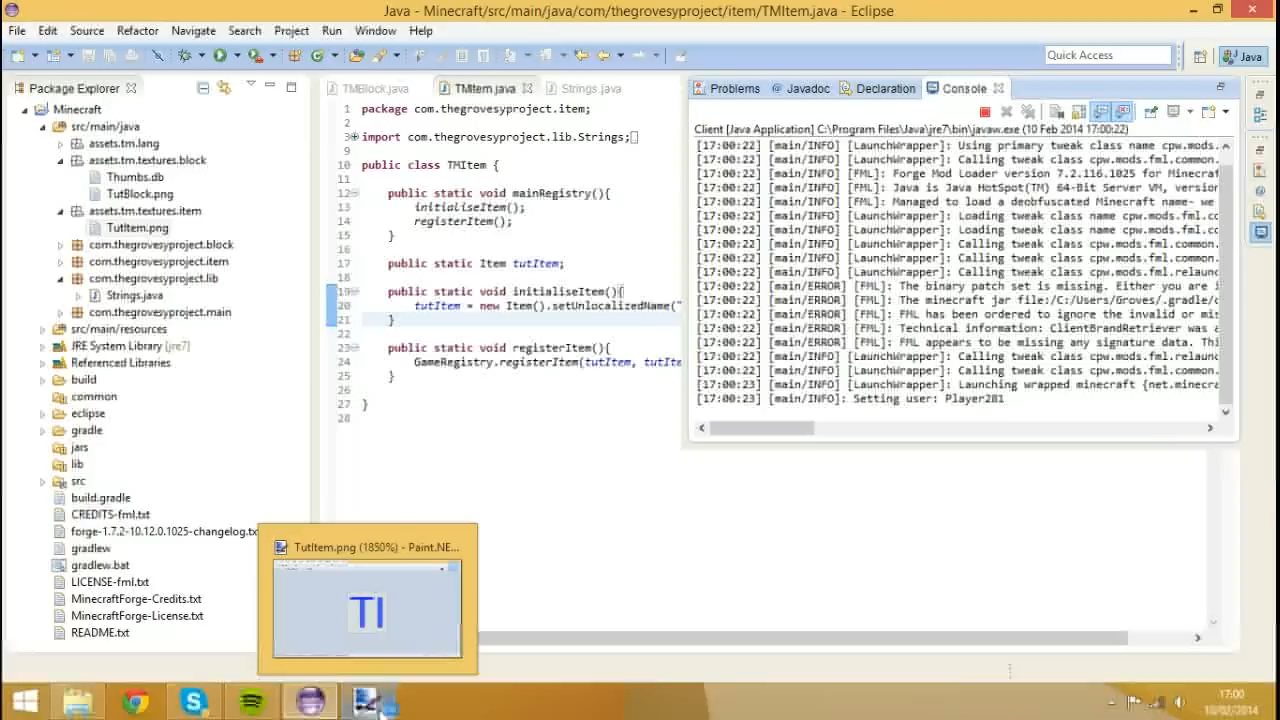 Java - Minecraft/src/main/java/com/thegrovesyproject/item/TMItem.java - Eclipse
File Edit Source Refactor Navigate Search Project Run Window Help
Quick Access
Java
Package Explorer
Minecraft
src/main/java
assets.tm.lang
assets.tm.textures.block
Thumbs.db
TutBlock.png
assets.tm.textures.item
TutItem.png
com.thegrovesyproject.block
com.thegrovesyproject.item
com.thegrovesyproject.lib
Strings.java
com.thegrovesyproject.main
src/main/resources
JRE System Library [jre7]
Referenced Libraries
build
common
eclipse
gradle
jars
lib
src
build.gradle
CREDITS-fml.txt
forge-1.7.2-10.12.0.1025-changelog.tx
gradlew
gradlew.bat
LICENSE-fml.txt
MinecraftForge-Credits.txt
MinecraftForge-License.txt
README.txt
TMBlock.java TMItem.java Strings.java
1 package com.thegrovesyproject.item;
2
3 import com.thegrovesyproject.lib.Strings;
9
10 public class TMItem {
11
12 public static void mainRegistry(){
13 initialiseItem();
14 registerItem();
15 }
16
17 public static Item tutItem;
18
19 public static void initialiseItem(){
20 tutItem = new Item().setUnlocalizedName("
21 }
22
23 public static void registerItem(){
24 GameRegistry.registerItem(tutItem, tutIte
25 }
26
27 }
28
Problems Javadoc Declaration Console
Client [Java Application] C:\Program Files\Java\jre7\bin\javaw.exe (10 Feb 2014 17:00:22)
[17:00:22] [main/INFO] [LaunchWrapper]: Using primary tweak class name cpw.mods.
[17:00:22] [main/INFO] [LaunchWrapper]: Calling tweak class cpw.mods.fml.common.
[17:00:22] [main/INFO] [FML]: Forge Mod Loader version 7.2.116.1025 for Minecraf
[17:00:22] [main/INFO] [FML]: Java is Java HotSpot(TM) 64-Bit Server VM, version
[17:00:22] [main/INFO] [FML]: Managed to load a deobfuscated Minecraft name- we
[17:00:22] [main/INFO] [LaunchWrapper]: Calling tweak class cpw.mods.fml.common.
[17:00:22] [main/INFO] [LaunchWrapper]: Loading tweak class name cpw.mods.fml.co
[17:00:22] [main/INFO] [LaunchWrapper]: Calling tweak class cpw.mods.fml.common.
[17:00:22] [main/INFO] [LaunchWrapper]: Calling tweak class cpw.mods.fml.common.
[17:00:22] [main/INFO] [LaunchWrapper]: Calling tweak class cpw.mods.fml.relaun
[17:00:22] [main/ERROR] [FML]: The binary patch set is missing. Either you are i
[17:00:22] [main/ERROR] [FML]: The minecraft jar file:/C:/Users/Groves/.gradle/c
[17:00:22] [main/ERROR] [FML]: FML has been ordered to ignore the invalid or mis
[17:00:22] [main/ERROR] [FML]: Technical information: ClientBrandRetriever was a
[17:00:22] [main/ERROR] [FML]: FML appears to be missing any signature data. Thi
[17:00:22] [main/INFO] [LaunchWrapper]: Calling tweak class cpw.mods.fml.relaunc
[17:00:22] [main/INFO] [LaunchWrapper]: Calling tweak class cpw.mods.fml.common.
[17:00:23] [main/INFO] [LaunchWrapper]: Launching wrapped minecraft {net.minecra
[17:00:23] [main/INFO]: Setting user: Player281
TutItem.png (1850%) - Paint.NE...
TI
17:00
10/02/2014